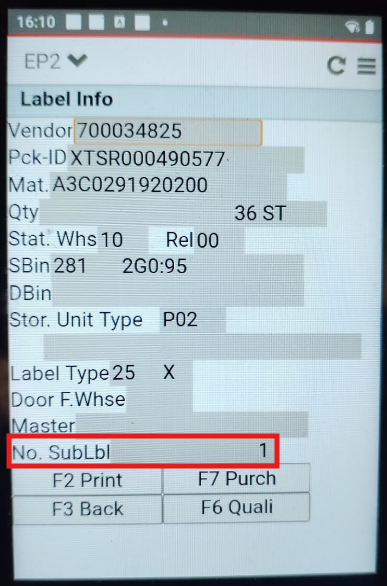 16:10
EP2
Label Info
Vendor 700034825
Pck-ID XTSR000490577
Mat. A3C0291920200
Qty 36 ST
Stat. Whs 10 Rel 00
SBin 281 2G0:95
DBin
Stor. Unit Type P02
Label Type 25 X
Door F.Whse
Master
No. SubLbl 1
F2 Print F7 Purch
F3 Back F6 Quali